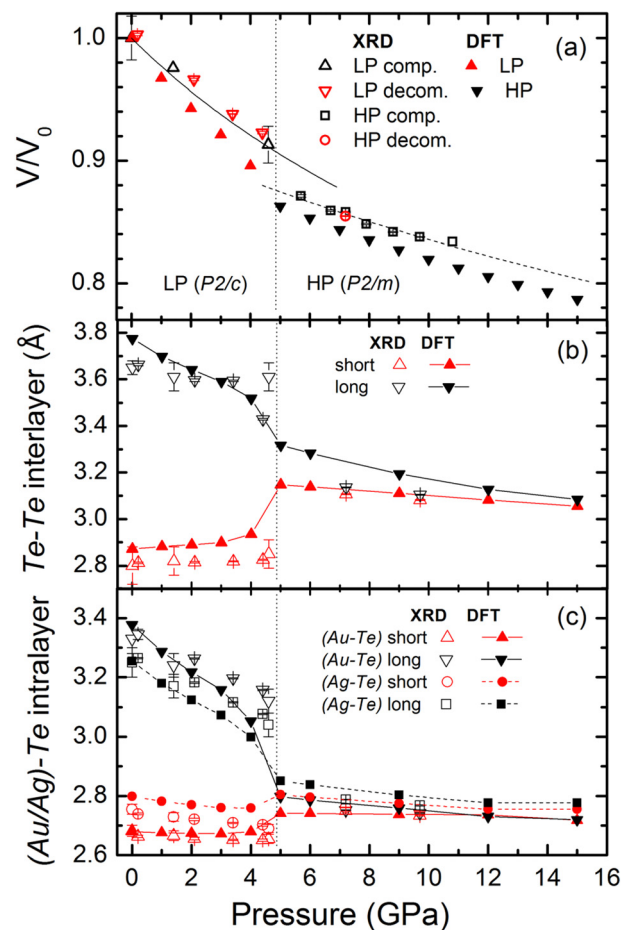 (a)
XRD DFT
LP comp. LP
LP decom. HP
HP comp.
HP decom.
1.0
0.9
0.8
V/V0
LP (P2/c) HP (P2/m)
(b)
XRD DFT
short
long
3.8
3.6
3.4
3.2
3.0
2.8
Te-Te interlayer (Å)
(c)
XRD DFT
(Au-Te) short
(Au-Te) long
(Ag-Te) short
(Ag-Te) long
3.4
3.2
3.0
2.8
2.6
(Au/Ag)-Te intralayer
0 2 4 6 8 10 12 14 16
Pressure (GPa)